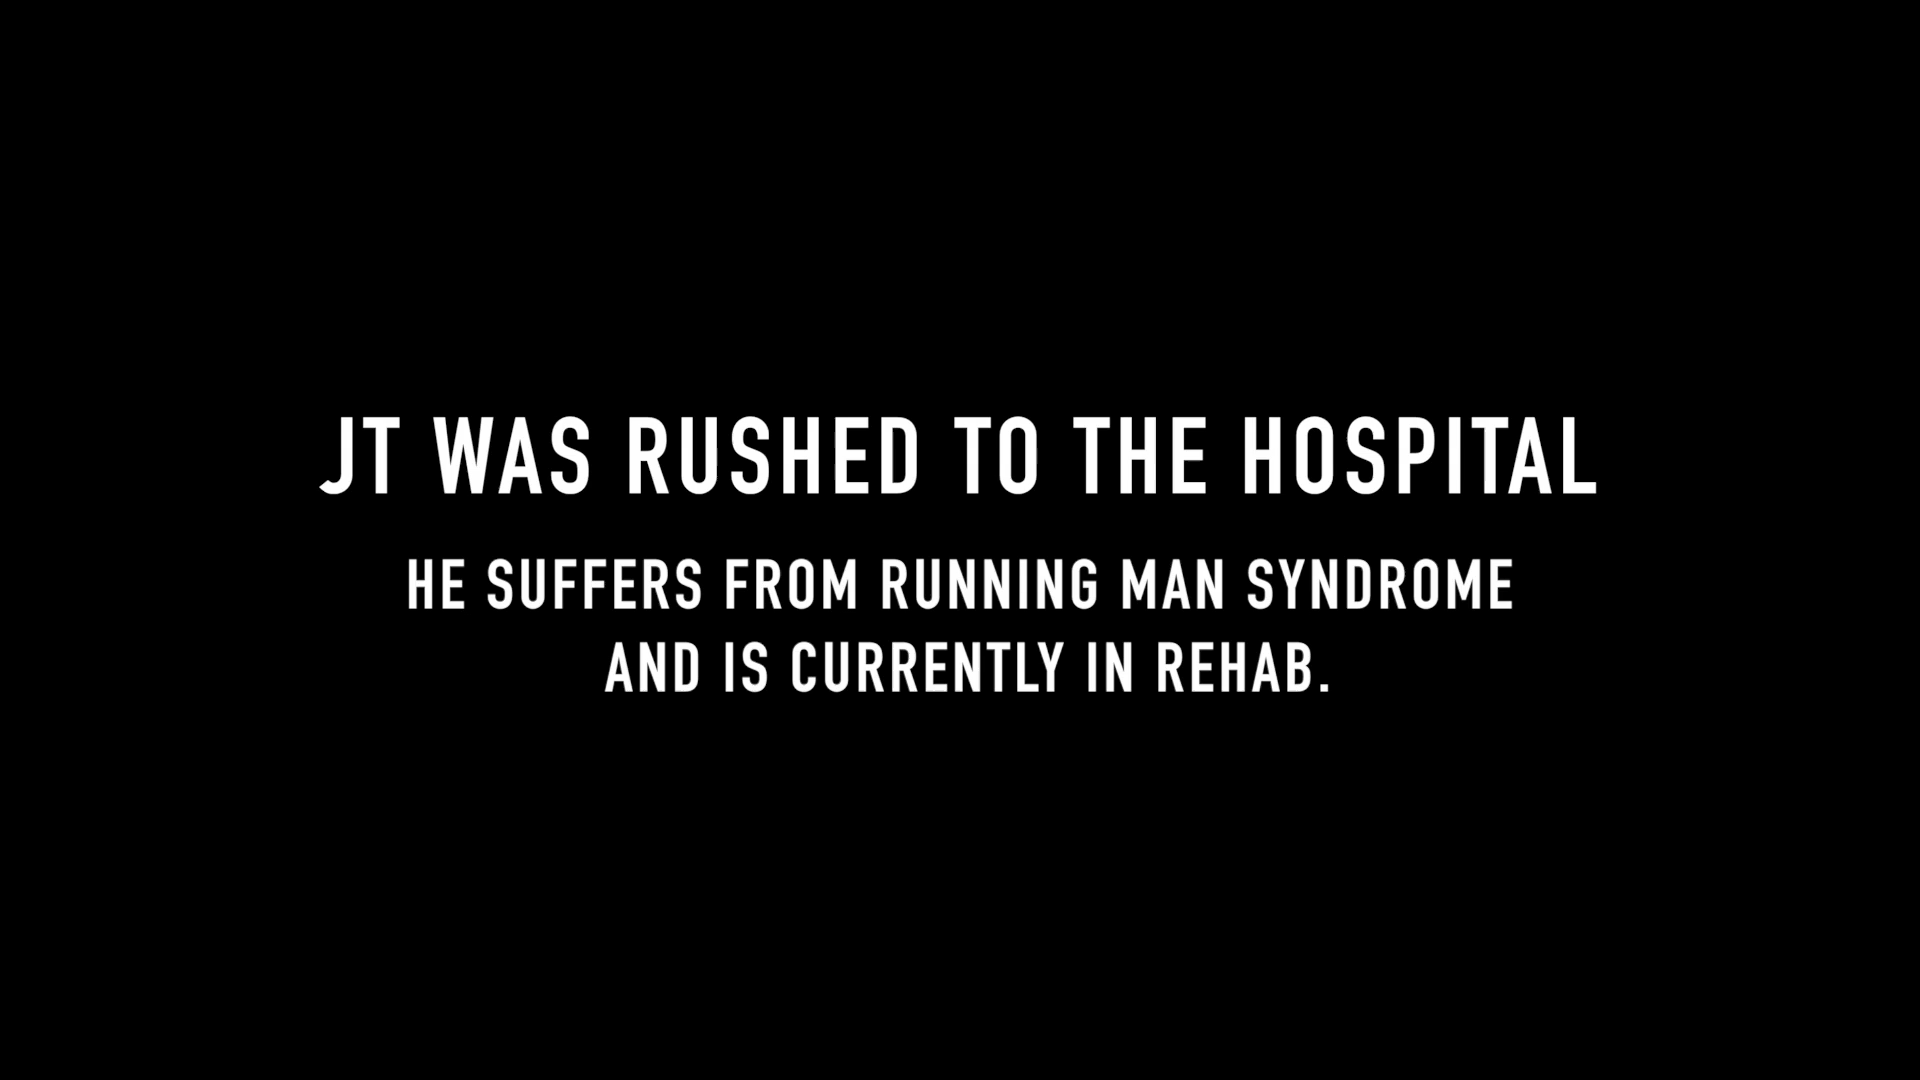 JT WAS RUSHED TO THE HOSPITAL
HE SUFFERS FROM RUNNING MAN SYNDROME
AND IS CURRENTLY IN REHAB.